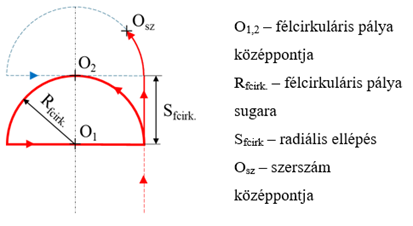 Osz
O2
Rfcirk.
Sfcirk.
O1
O1,2 – félcirkuláris pálya
középpontja
Rfcirk. – félcirkuláris pálya
sugara
Sfcirk – radiális ellépés
Osz – szerszám
középpontja